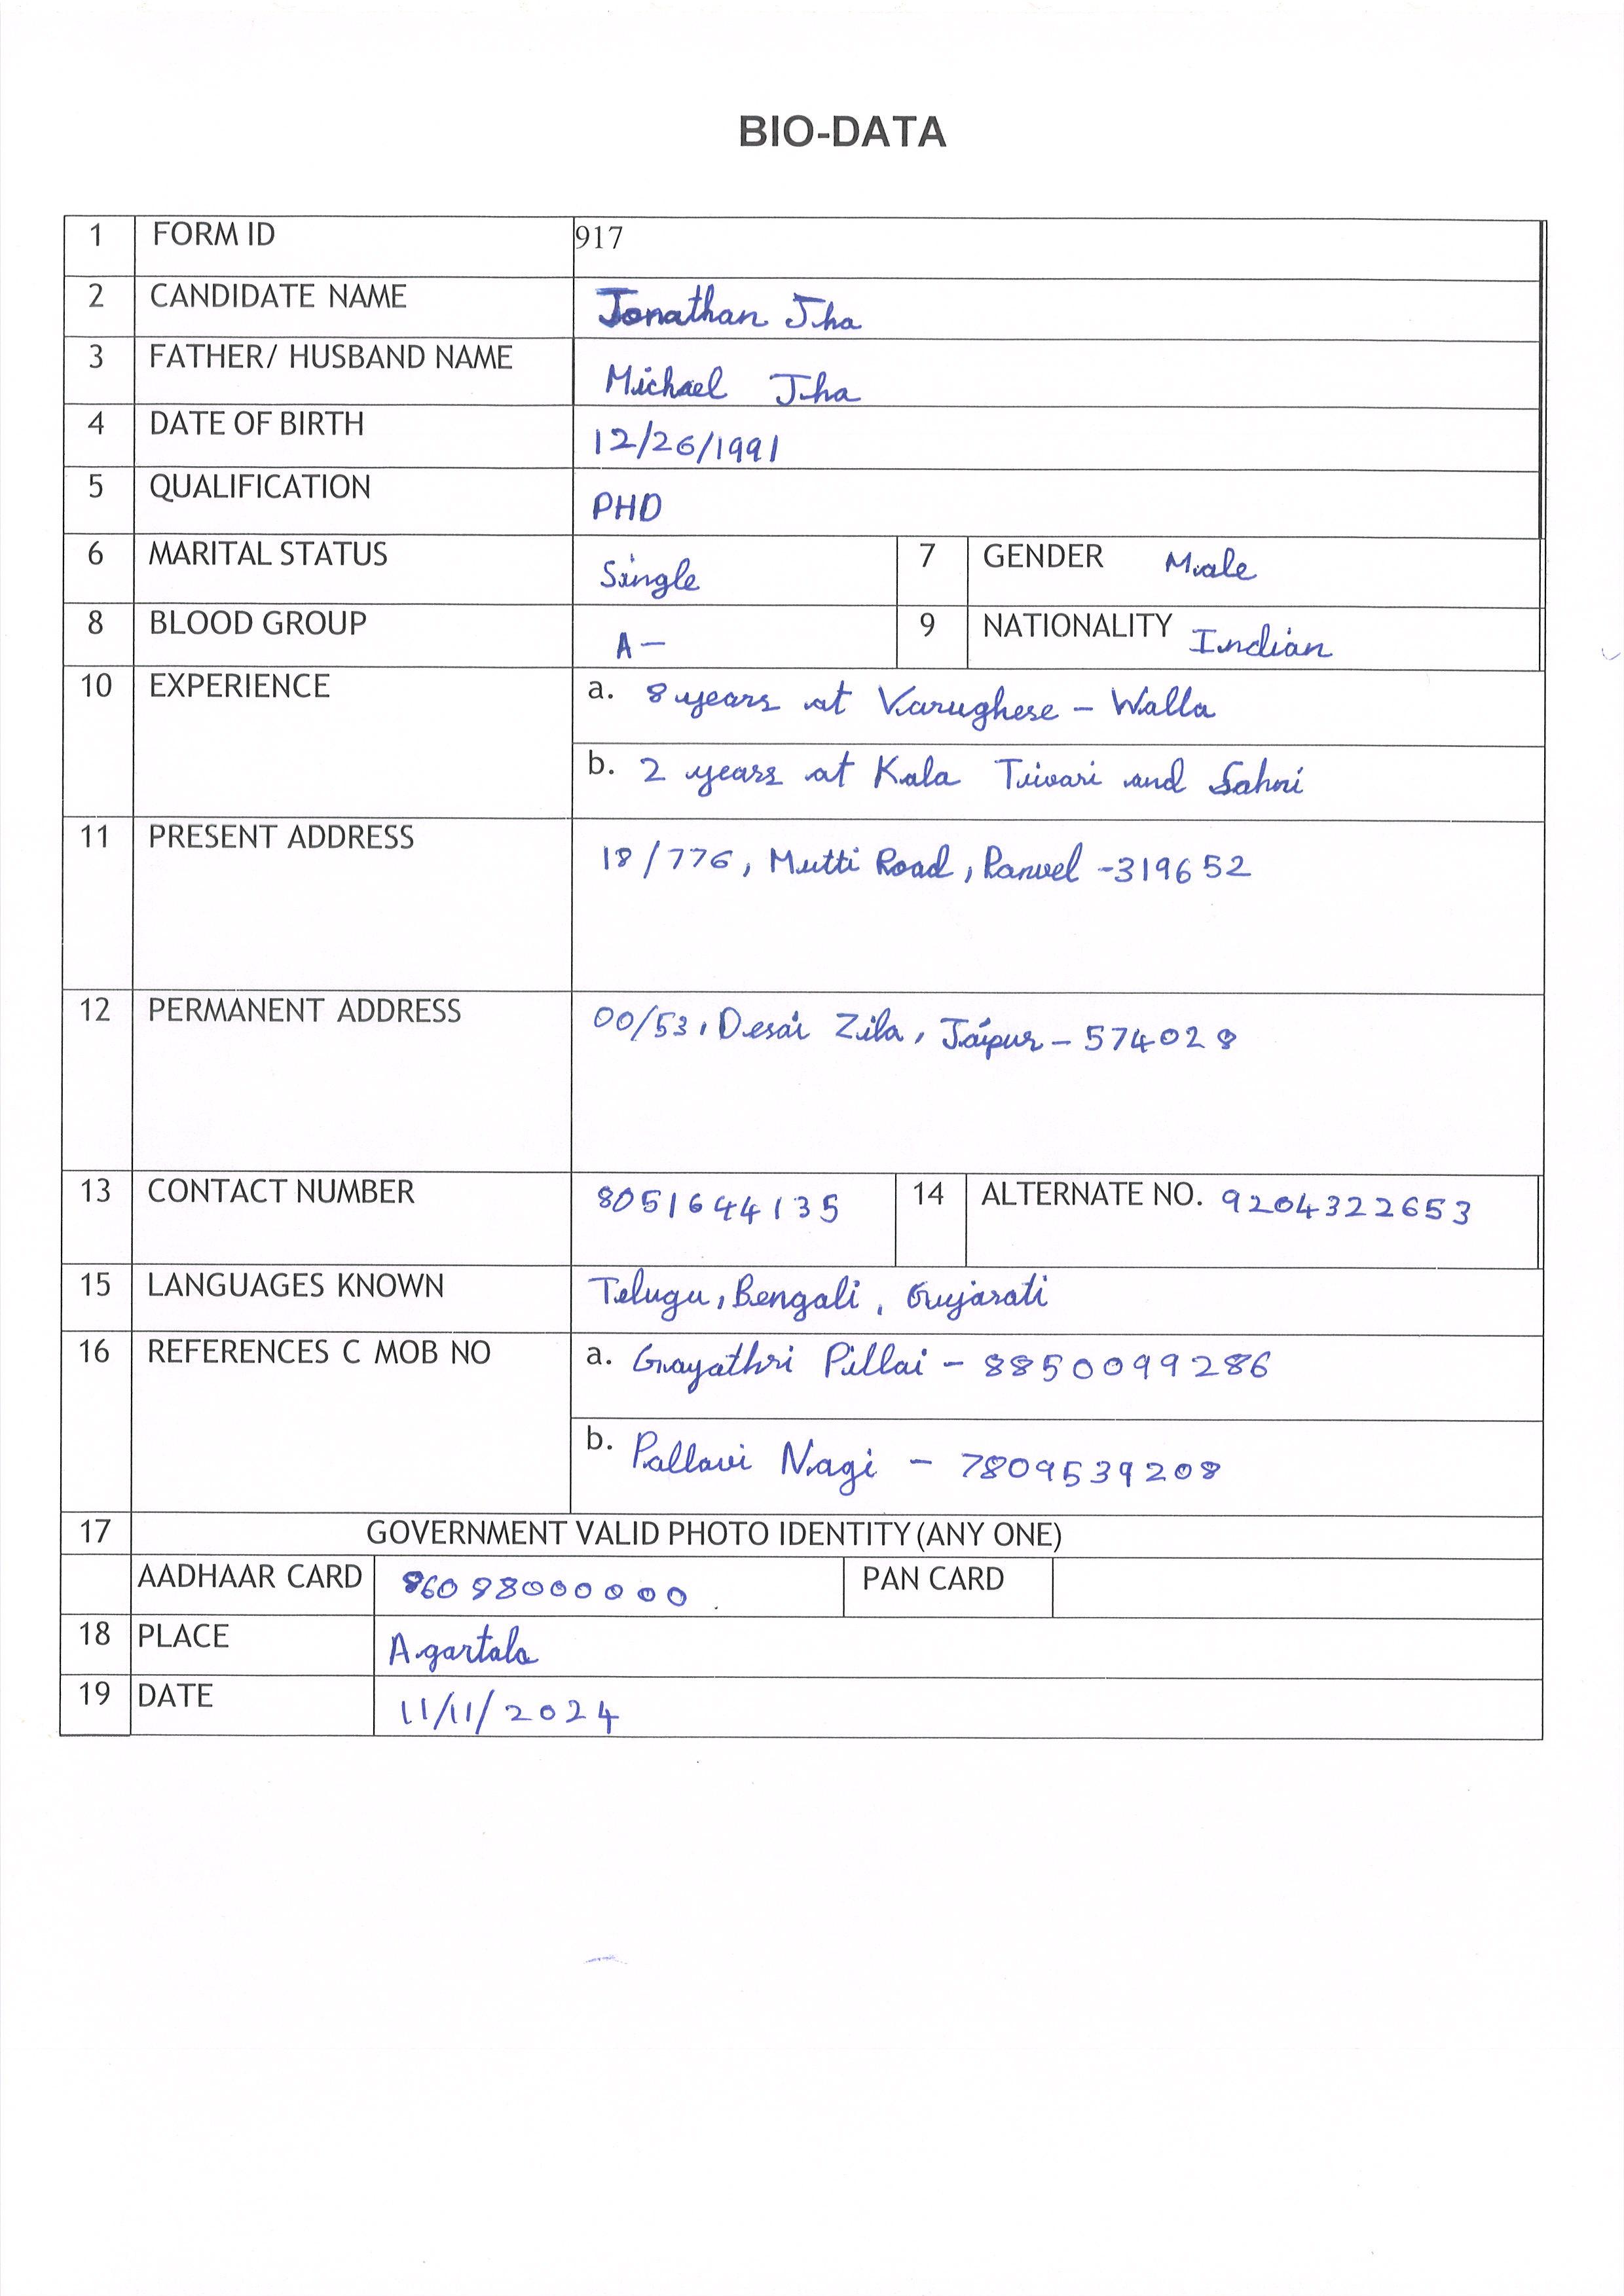 BIO-DATA
1 FORM ID 917
2 CANDIDATE NAME Jonathan Jha
3 FATHER/ HUSBAND NAME Michael Jha
4 DATE OF BIRTH 12/26/1991
5 QUALIFICATION PHD
6 MARITAL STATUS Single 7 GENDER Male
8 BLOOD GROUP A- 9 NATIONALITY Indian
10 EXPERIENCE a. 8 years at Varughese - Walla
b. 2 years at Kala Tiwari and Sahni
11 PRESENT ADDRESS 18/776, Mutti Road, Panvel -319652
12 PERMANENT ADDRESS 00/53, Desai Zila, Jaipur - 574028
13 CONTACT NUMBER 8051644135 14 ALTERNATE NO. 9204322653
15 LANGUAGES KNOWN Telugu, Bengali, Gujarati
16 REFERENCES C MOB NO a. Gayathri Pillai - 8850099286
b. Pallavi Nagi - 7809539208
17 GOVERNMENT VALID PHOTO IDENTITY (ANY ONE)
AADHAAR CARD 86098000000 PAN CARD
18 PLACE Agartala
19 DATE 11/11/2024